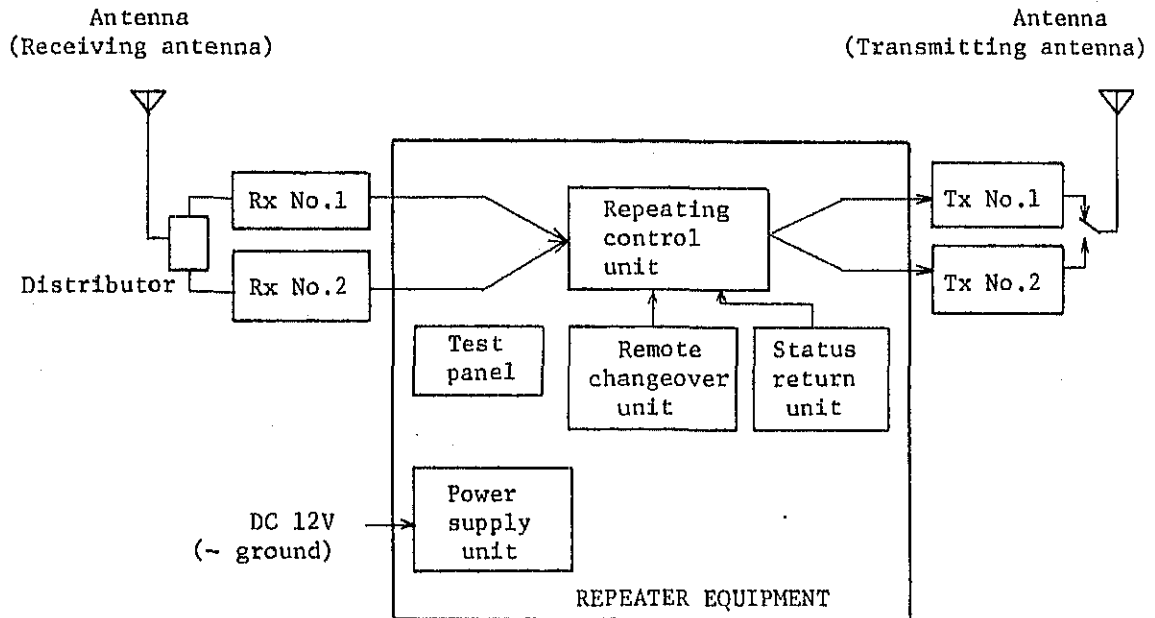 Antenna
(Receiving antenna)
Antenna
(Transmitting antenna)
Rx No.1
Rx No.2
Distributor
Repeating
control
unit
Tx No.1
Tx No.2
Test
panel
Remote
changeover
unit
Status
return
unit
DC 12V
(- ground)
Power
supply
unit
REPEATER EQUIPMENT